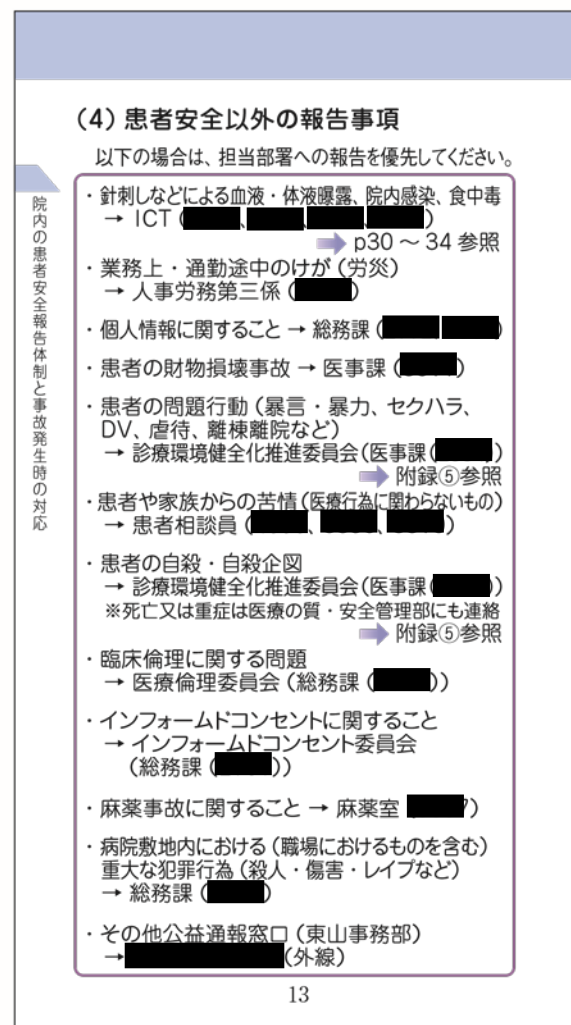 (4) 患者安全以外の報告事項
以下の場合は、担当部署への報告を優先してください。
院内の患者安全報告体制と事故発生時の対応
・針刺しなどによる血液・体液曝露、院内感染、食中毒
→ ICT (、、、)
p30 ~ 34 参照
・業務上・通勤途中のけが (労災)
→ 人事労務第三係 ()
・個人情報に関すること → 総務課 ()
・患者の財物損壊事故 → 医事課 ()
・患者の問題行動 (暴言・暴力、セクハラ、
DV、虐待、離棟離院など)
→ 診療環境健全化推進委員会 (医事課 ())
附録⑤参照
・患者や家族からの苦情 (医療行為に関わらないもの)
→ 患者相談員 (、、)
・患者の自殺・自殺企図
→ 診療環境健全化推進委員会 (医事課 ())
※死亡又は重症は医療の質・安全管理部にも連絡
附録⑤参照
・臨床倫理に関する問題
→ 医療倫理委員会 (総務課 ())
・インフォームドコンセントに関すること
→ インフォームドコンセント委員会
(総務課 ())
・麻薬事故に関すること → 麻薬室 ()
・病院敷地内における (職場におけるものを含む)
重大な犯罪行為 (殺人・傷害・レイプなど)
→ 総務課 ()
・その他公益通報窓口 (東山事務部)
→ (外線)
13